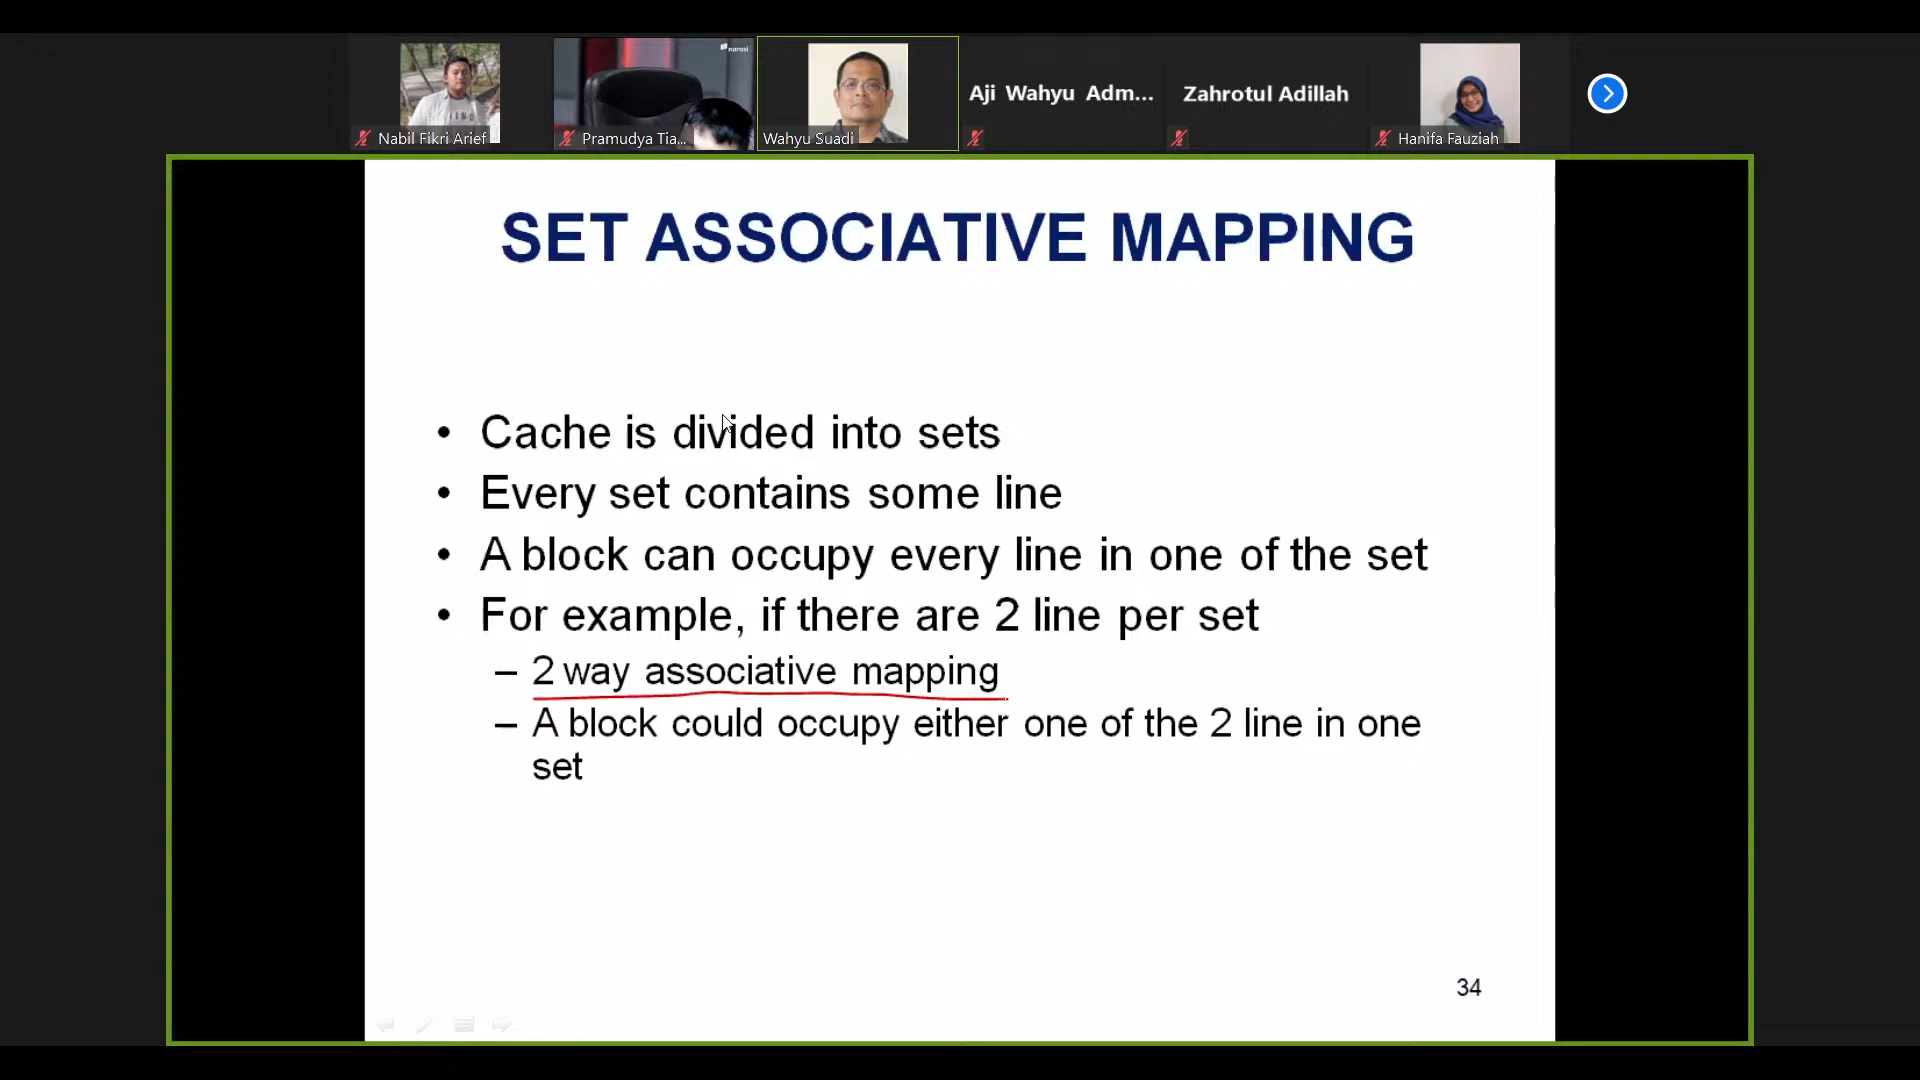 narasi
Nabil Fikri Arief
Pramudya Tia...
Wahyu Suadi
Aji Wahyu Adm...
Zahrotul Adillah
Hanifa Fauziah
SET ASSOCIATIVE MAPPING
• Cache is divided into sets
• Every set contains some line
• A block can occupy every line in one of the set
• For example, if there are 2 line per set
– 2 way associative mapping
– A block could occupy either one of the 2 line in one
set
34